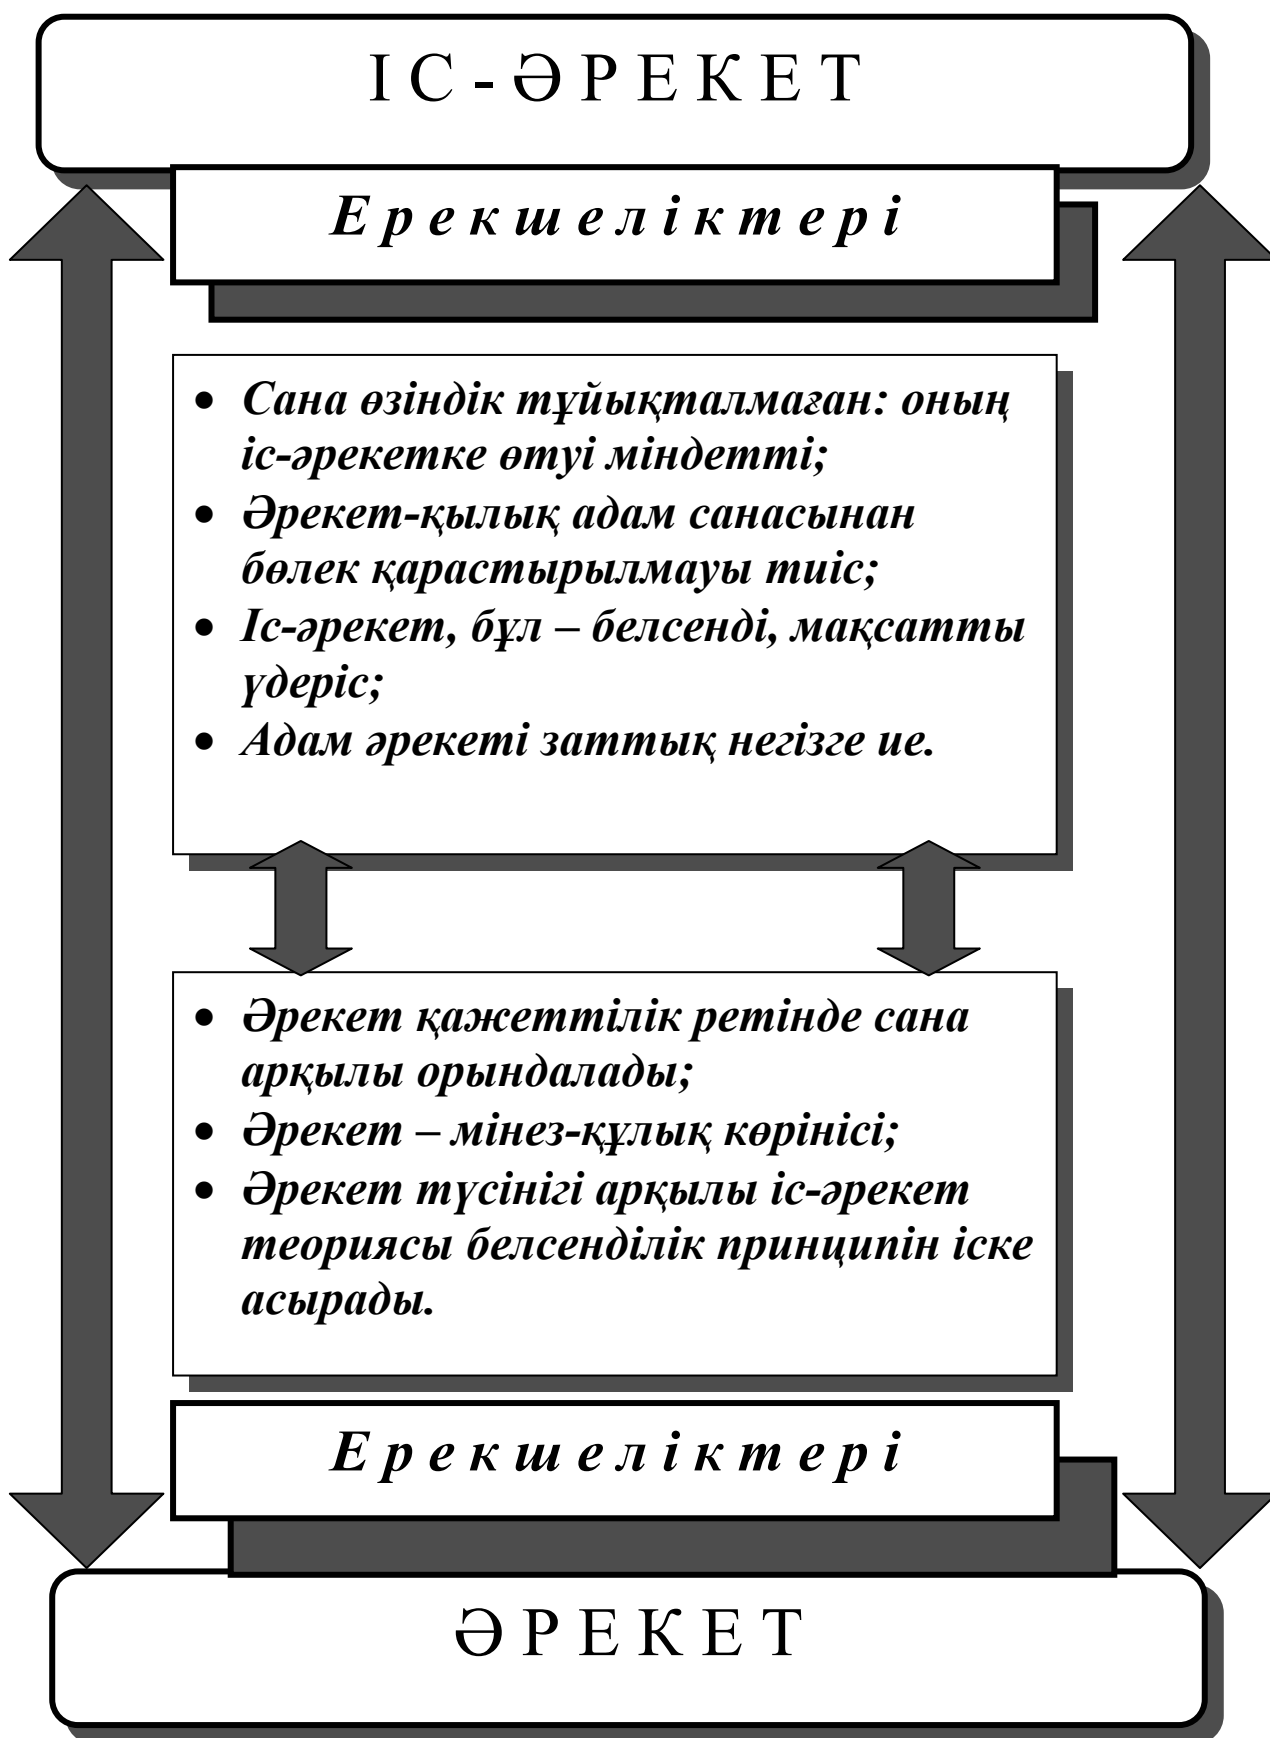 ІС-ӘРЕКЕТ
Ерекшеліктері
• Сана өзіндік тұйықталмаған: оның
іс-әрекетке өтуі міндетті;
• Әрекет-қылық адам санасынан
бөлек қарастырылмауы тиіс;
• Іс-әрекет, бұл – белсенді, мақсатты
үдеріс;
• Адам әрекеті заттық негізге ие.
• Әрекет қажеттілік ретінде сана
арқылы орындалады;
• Әрекет – мінез-құлық көрінісі;
• Әрекет түсінігі арқылы іс-әрекет
теориясы белсенділік принципін іске
асырады.
Ерекшеліктері
ӘРЕКЕТ